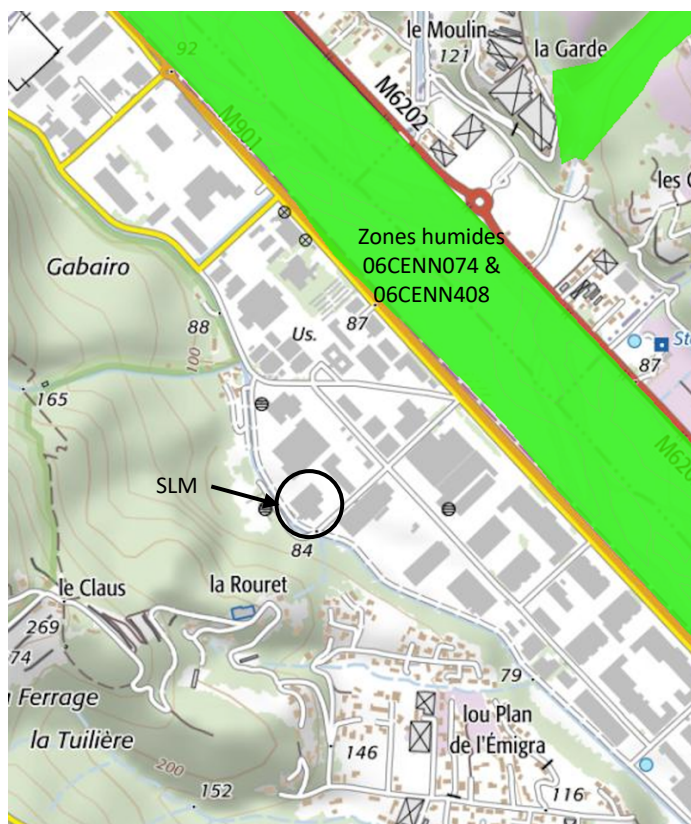 le Moulin
92
121
la Garde
M6202
M901
les
Zones humides
06CENN074 &
06CENN408
Gabairo
88
87
Us.
100
87
165
SLM
84
le Claus
la Rouret
269
74
79
Ferrage
lou Plan
de l'Émigra
la Tuilière
146
200
152
116